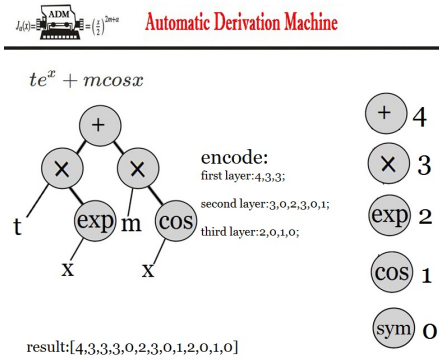 ADM
Jₐ(x)= =(x/2)^{2m+a}
Automatic Derivation Machine
te^x + mcosx
+
× ×
t exp m cos
x x
encode:
first layer:4,3,3;
second layer:3,0,2,3,0,1;
third layer:2,0,1,0;
+ 4
× 3
exp 2
cos 1
sym 0
result:[4,3,3,3,0,2,3,0,1,2,0,1,0]